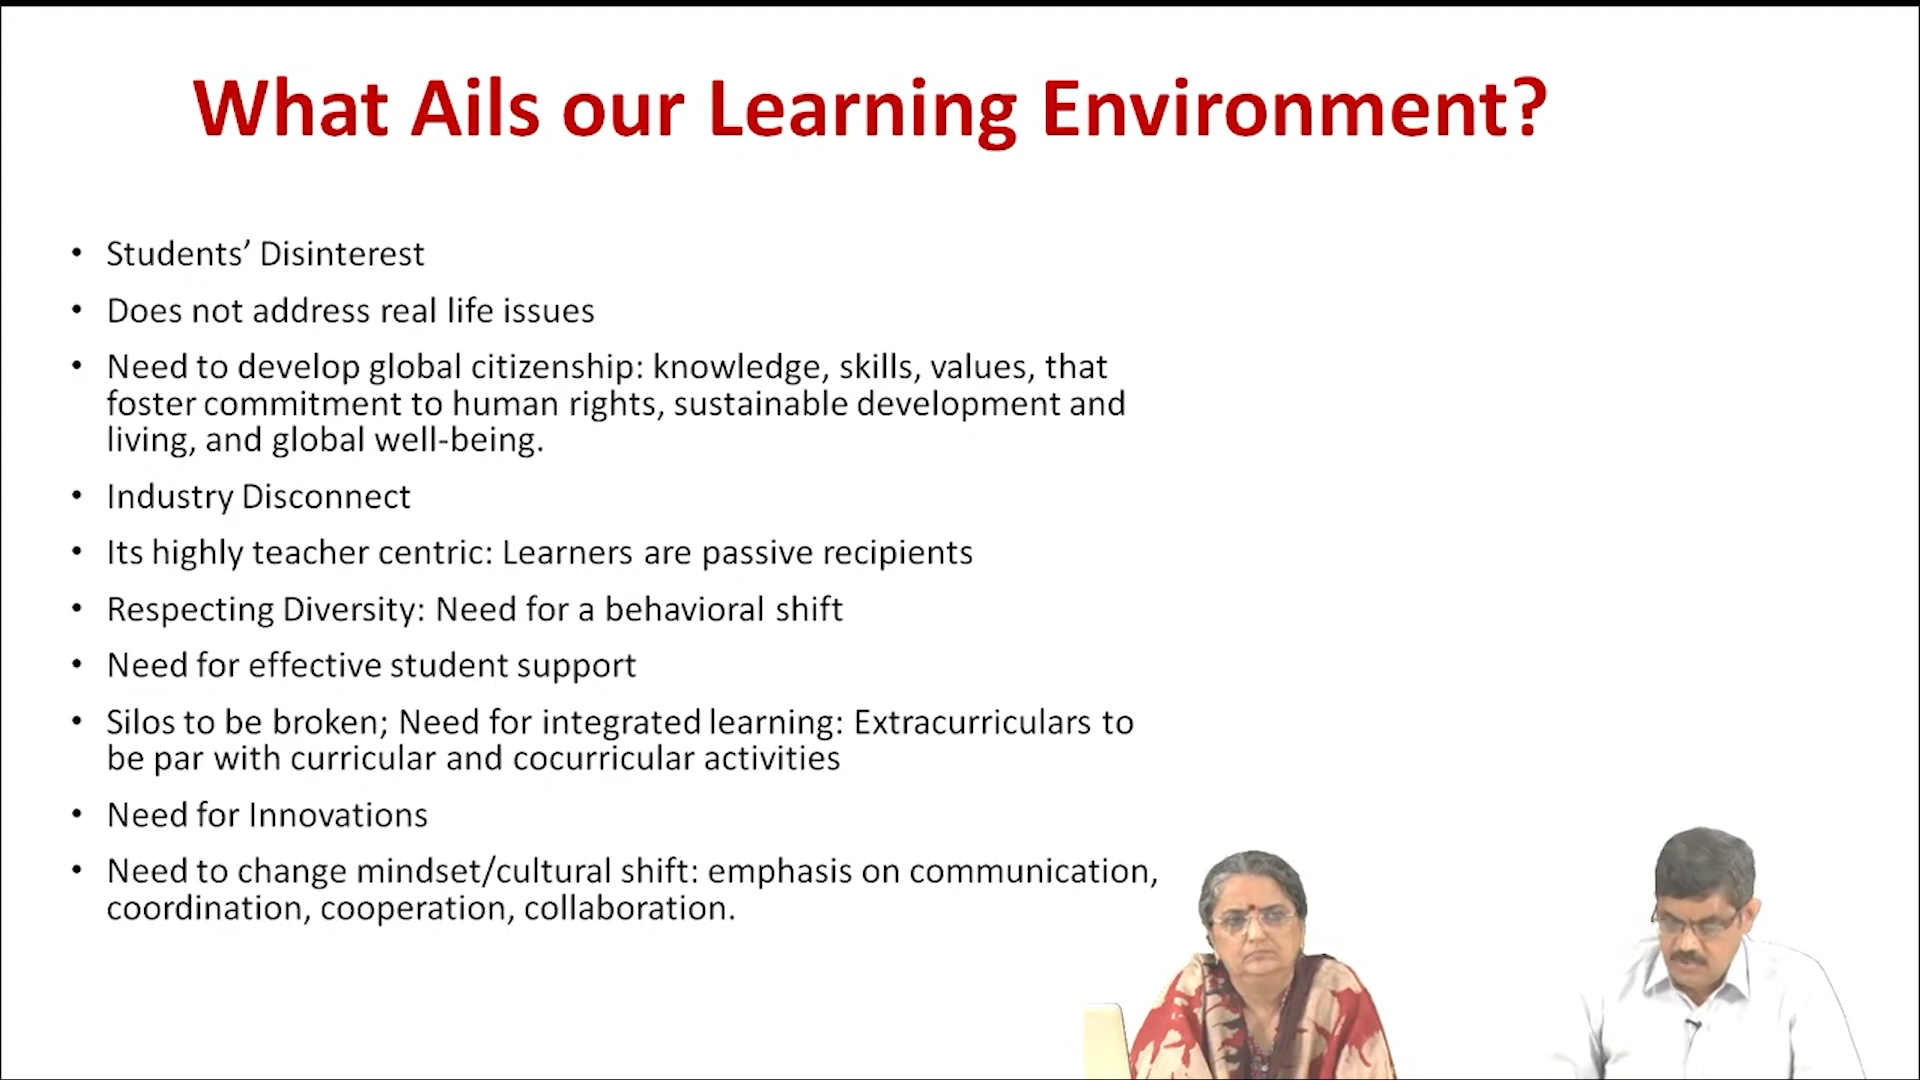 What Ails our Learning Environment?
• Students’ Disinterest
• Does not address real life issues
• Need to develop global citizenship: knowledge, skills, values, that
foster commitment to human rights, sustainable development and
living, and global well-being.
• Industry Disconnect
• Its highly teacher centric: Learners are passive recipients
• Respecting Diversity: Need for a behavioral shift
• Need for effective student support
• Silos to be broken; Need for integrated learning: Extracurriculars to
be par with curricular and cocurricular activities
• Need for Innovations
• Need to change mindset/cultural shift: emphasis on communication,
coordination, cooperation, collaboration.